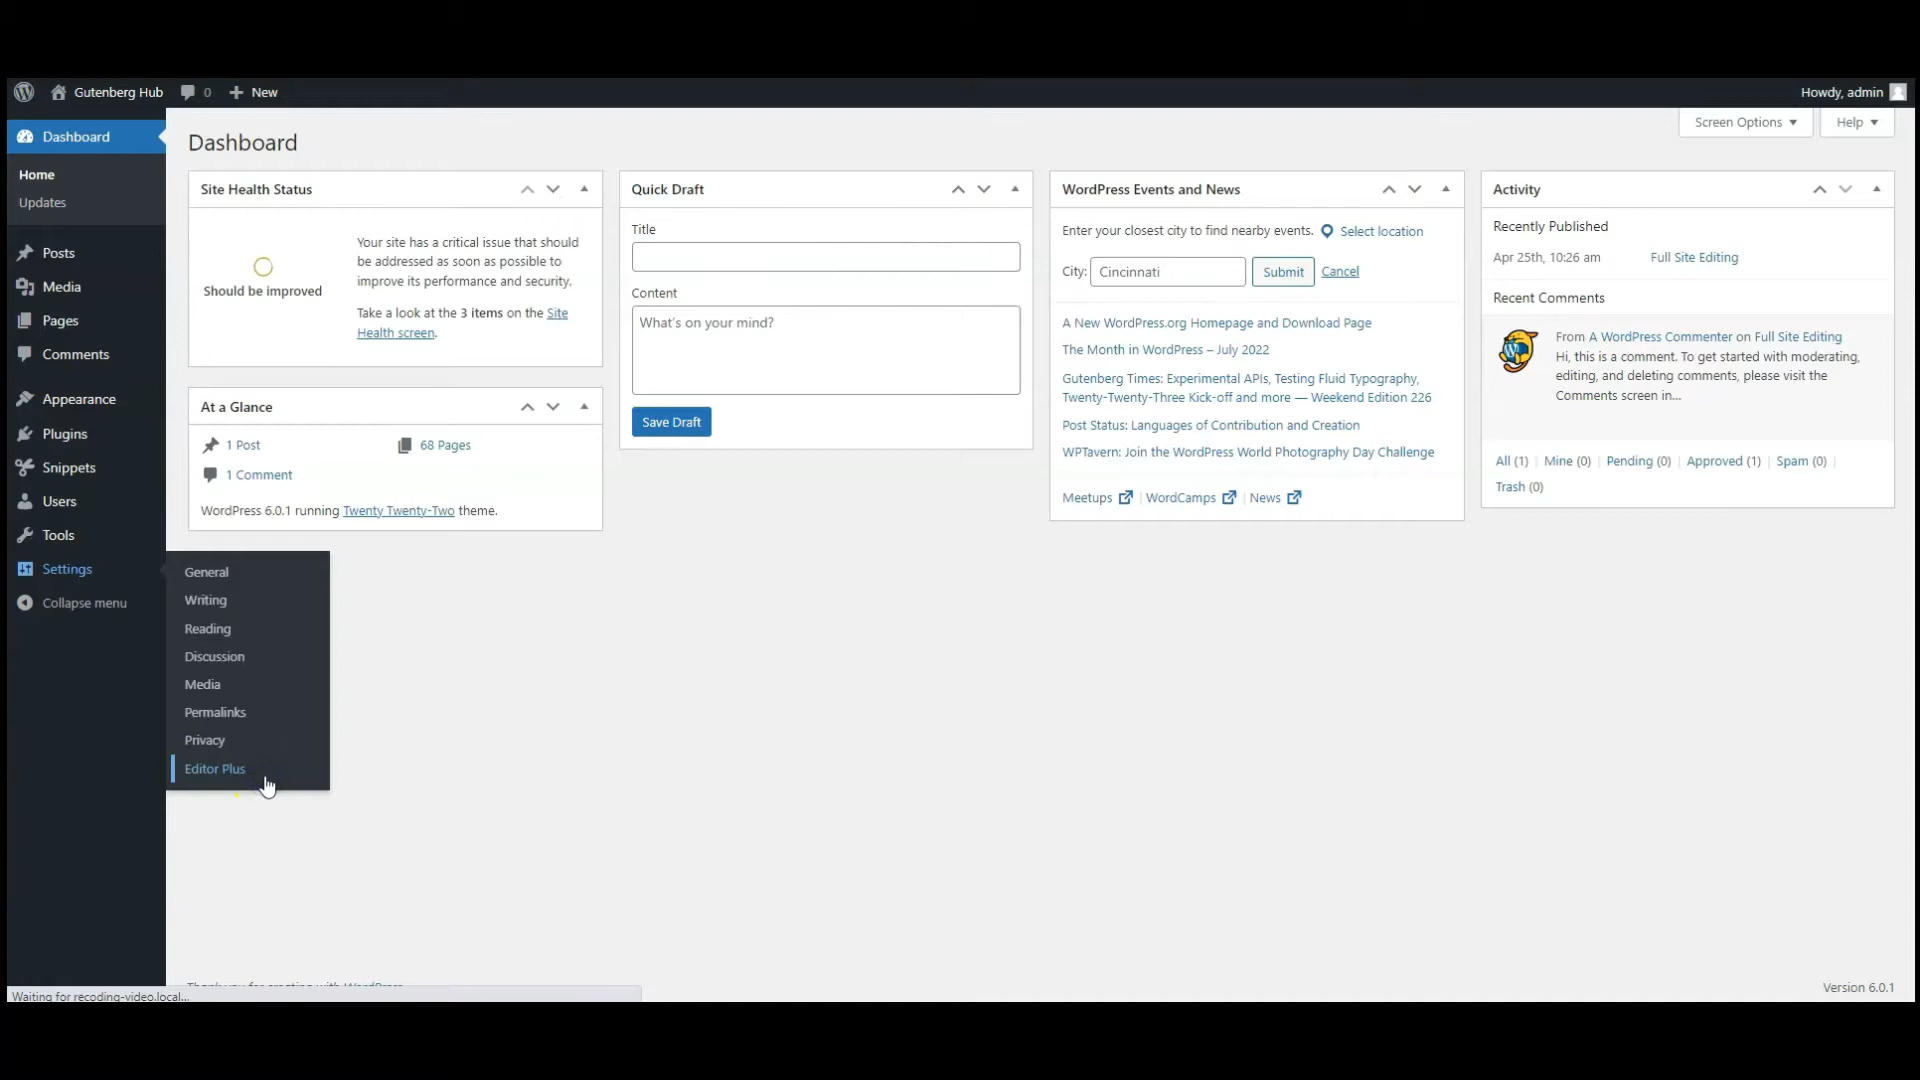 Gutenberg Hub 0 New Howdy, admin
Screen Options Help
Dashboard
Home
Updates
Posts
Media
Pages
Comments
Appearance
Plugins
Snippets
Users
Tools
Settings
Collapse menu
General
Writing
Reading
Discussion
Media
Permalinks
Privacy
Editor Plus
Dashboard
Site Health Status
Should be improved
Your site has a critical issue that should
be addressed as soon as possible to
improve its performance and security.
Take a look at the 3 items on the Site
Health screen.
At a Glance
1 Post 68 Pages
1 Comment
WordPress 6.0.1 running Twenty Twenty-Two theme.
Quick Draft
Title
Content
What's on your mind?
Save Draft
WordPress Events and News
Enter your closest city to find nearby events. Select location
City: Cincinnati Submit Cancel
A New WordPress.org Homepage and Download Page
The Month in WordPress – July 2022
Gutenberg Times: Experimental APIs, Testing Fluid Typography,
Twenty-Twenty-Three Kick-off and more — Weekend Edition 226
Post Status: Languages of Contribution and Creation
WPTavern: Join the WordPress World Photography Day Challenge
Meetups | WordCamps | News
Activity
Recently Published
Apr 25th, 10:26 am Full Site Editing
Recent Comments
From A WordPress Commenter on Full Site Editing
Hi, this is a comment. To get started with moderating,
editing, and deleting comments, please visit the
Comments screen in...
All (1) | Mine (0) | Pending (0) | Approved (1) | Spam (0) |
Trash (0)
Thank you for creating with WordPress.
Waiting for recoding-video.local...
Version 6.0.1